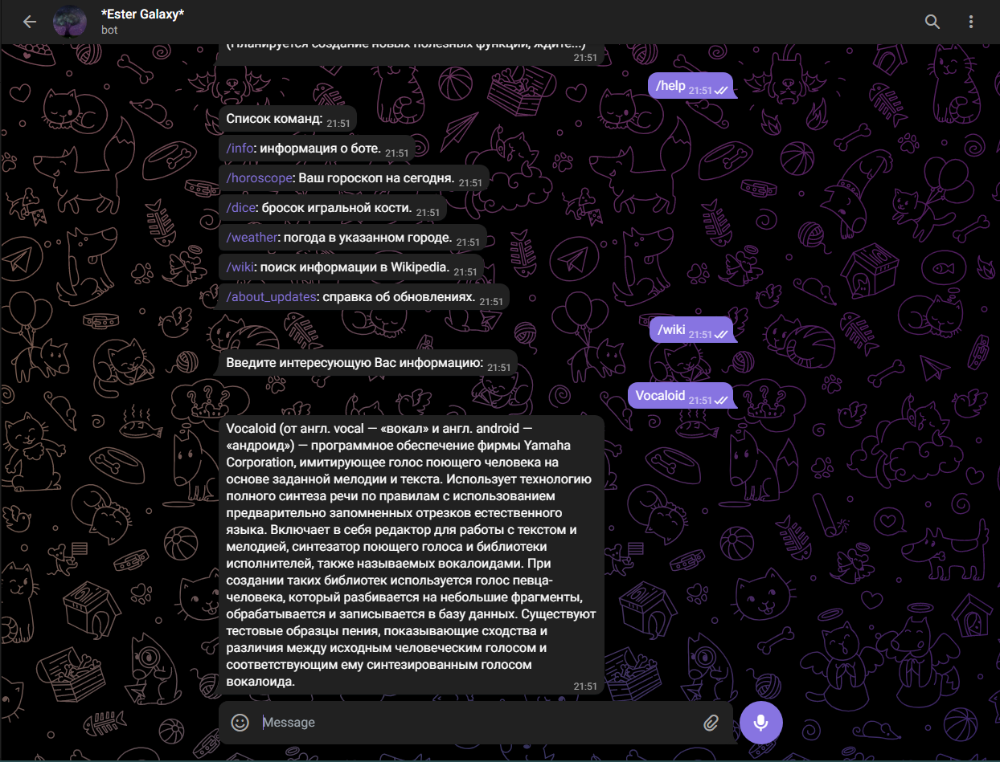 *Ester Galaxy*
bot
(Планируется создание новых полезных функций, ждите...)
21:51
/help 21:51
Список команд: 21:51
/info: информация о боте. 21:51
/horoscope: Ваш гороскоп на сегодня. 21:51
/dice: бросок игральной кости. 21:51
/weather: погода в указанном городе. 21:51
/wiki: поиск информации в Wikipedia. 21:51
/about_updates: справка об обновлениях. 21:51
/wiki 21:51
Введите интересующую Вас информацию: 21:51
Vocaloid 21:51
Vocaloid (от англ. vocal — «вокал» и англ. android —
«андроид») — программное обеспечение фирмы Yamaha
Corporation, имитирующее голос поющего человека на
основе заданной мелодии и текста. Использует технологию
полного синтеза речи по правилам с использованием
предварительно запомненных отрезков естественного
языка. Включает в себя редактор для работы с текстом и
мелодией, синтезатор поющего голоса и библиотеки
исполнителей, также называемых вокалоидами. При
создании таких библиотек используется голос певца-
человека, который разбивается на небольшие фрагменты,
обрабатывается и записывается в базу данных. Существуют
тестовые образцы пения, показывающие сходства и
различия между исходным человеческим голосом и
соответствующим ему синтезированным голосом
вокалоида.
21:51
Message